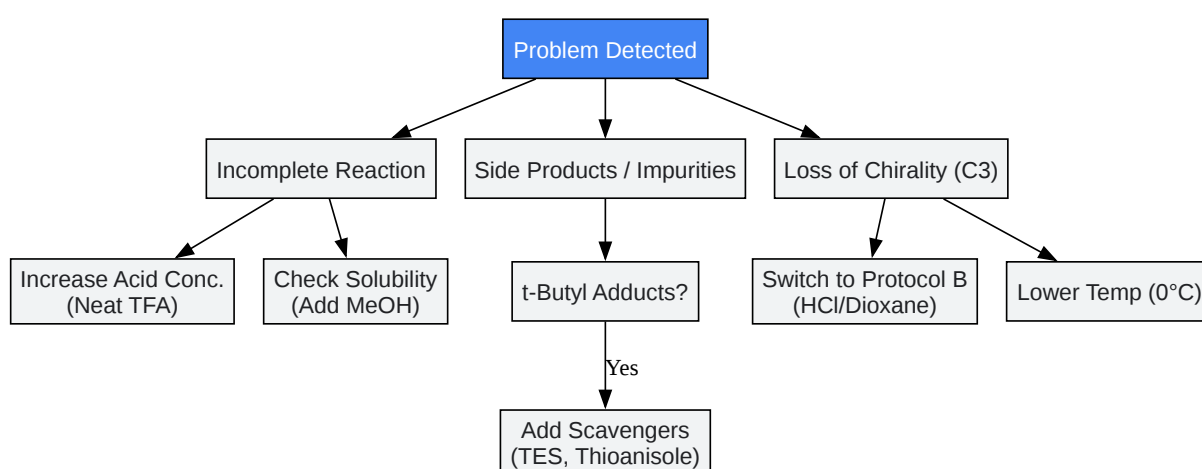 Problem Detected
Incomplete Reaction
Side Products / Impurities
Loss of Chirality (C3)
Increase Acid Conc.
(Neat TFA)
Check Solubility
(Add MeOH)
t-Butyl Adducts?
Switch to Protocol B
(HCl/Dioxane)
Lower Temp (0°C)
Yes
Add Scavengers
(TES, Thioanisole)